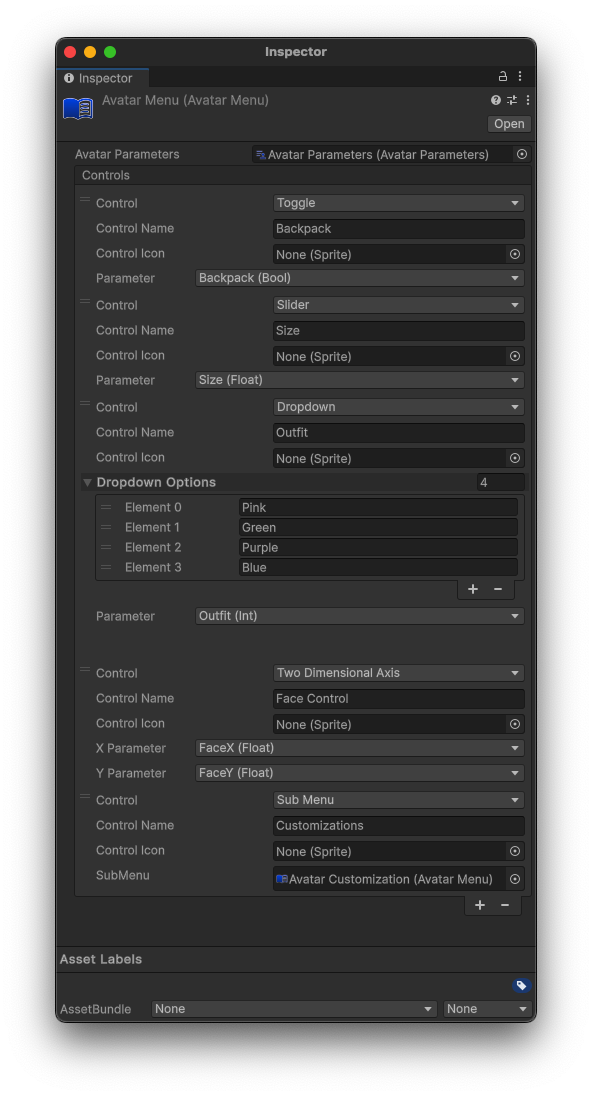 Inspector
Inspector
Avatar Menu (Avatar Menu)
Open
Avatar Parameters Avatar Parameters (Avatar Parameters)
Controls
Control Toggle
Control Name Backpack
Control Icon None (Sprite)
Parameter Backpack (Bool)
Control Slider
Control Name Size
Control Icon None (Sprite)
Parameter Size (Float)
Control Dropdown
Control Name Outfit
Control Icon None (Sprite)
Dropdown Options 4
Element 0 Pink
Element 1 Green
Element 2 Purple
Element 3 Blue
+ −
Parameter Outfit (Int)
Control Two Dimensional Axis
Control Name Face Control
Control Icon None (Sprite)
X Parameter FaceX (Float)
Y Parameter FaceY (Float)
Control Sub Menu
Control Name Customizations
Control Icon None (Sprite)
SubMenu Avatar Customization (Avatar Menu)
+ −
Asset Labels
AssetBundle None None